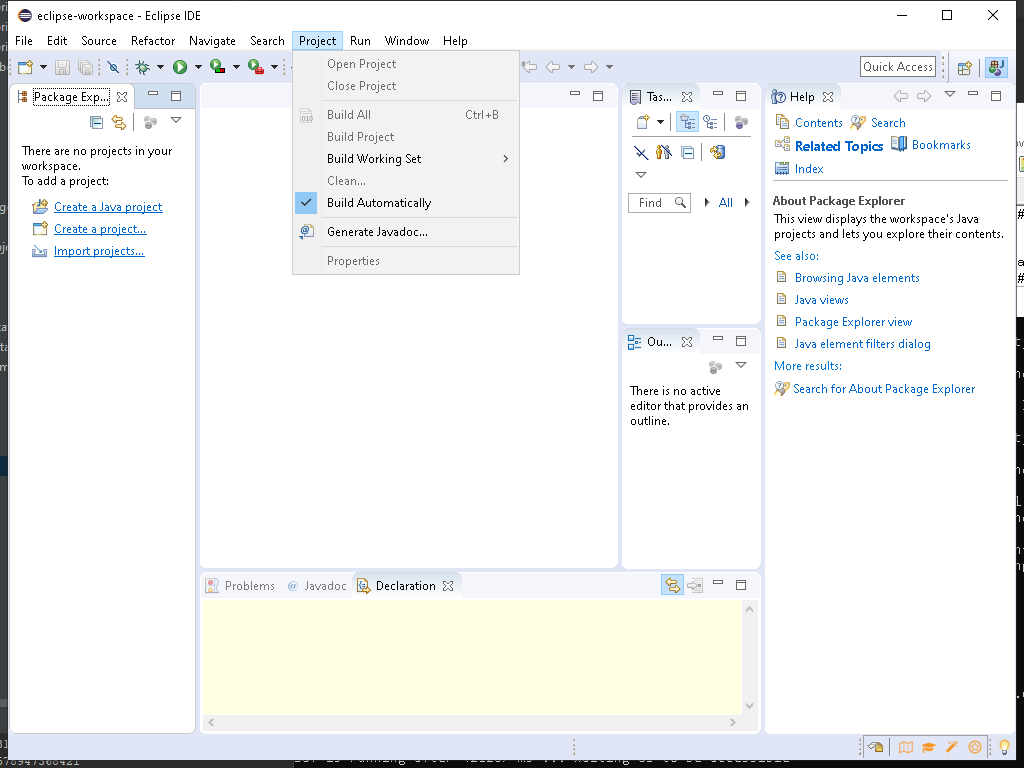 eclipse-workspace - Eclipse IDE
File Edit Source Refactor Navigate Search Project Run Window Help
Quick Access
Open Project
Close Project
Build All Ctrl+B
Build Project
Build Working Set
Clean...
Build Automatically
Generate Javadoc...
Properties
Package Exp...
There are no projects in your
workspace.
To add a project:
Create a Java project
Create a project...
Import projects...
Tas...
Find
All
Ou...
There is no active
editor that provides an
outline.
Help
Contents Search
Related Topics Bookmarks
Index
About Package Explorer
This view displays the workspace's Java
projects and lets you explore their contents.
See also:
Browsing Java elements
Java views
Package Explorer view
Java element filters dialog
More results:
Search for About Package Explorer
Problems @ Javadoc Declaration